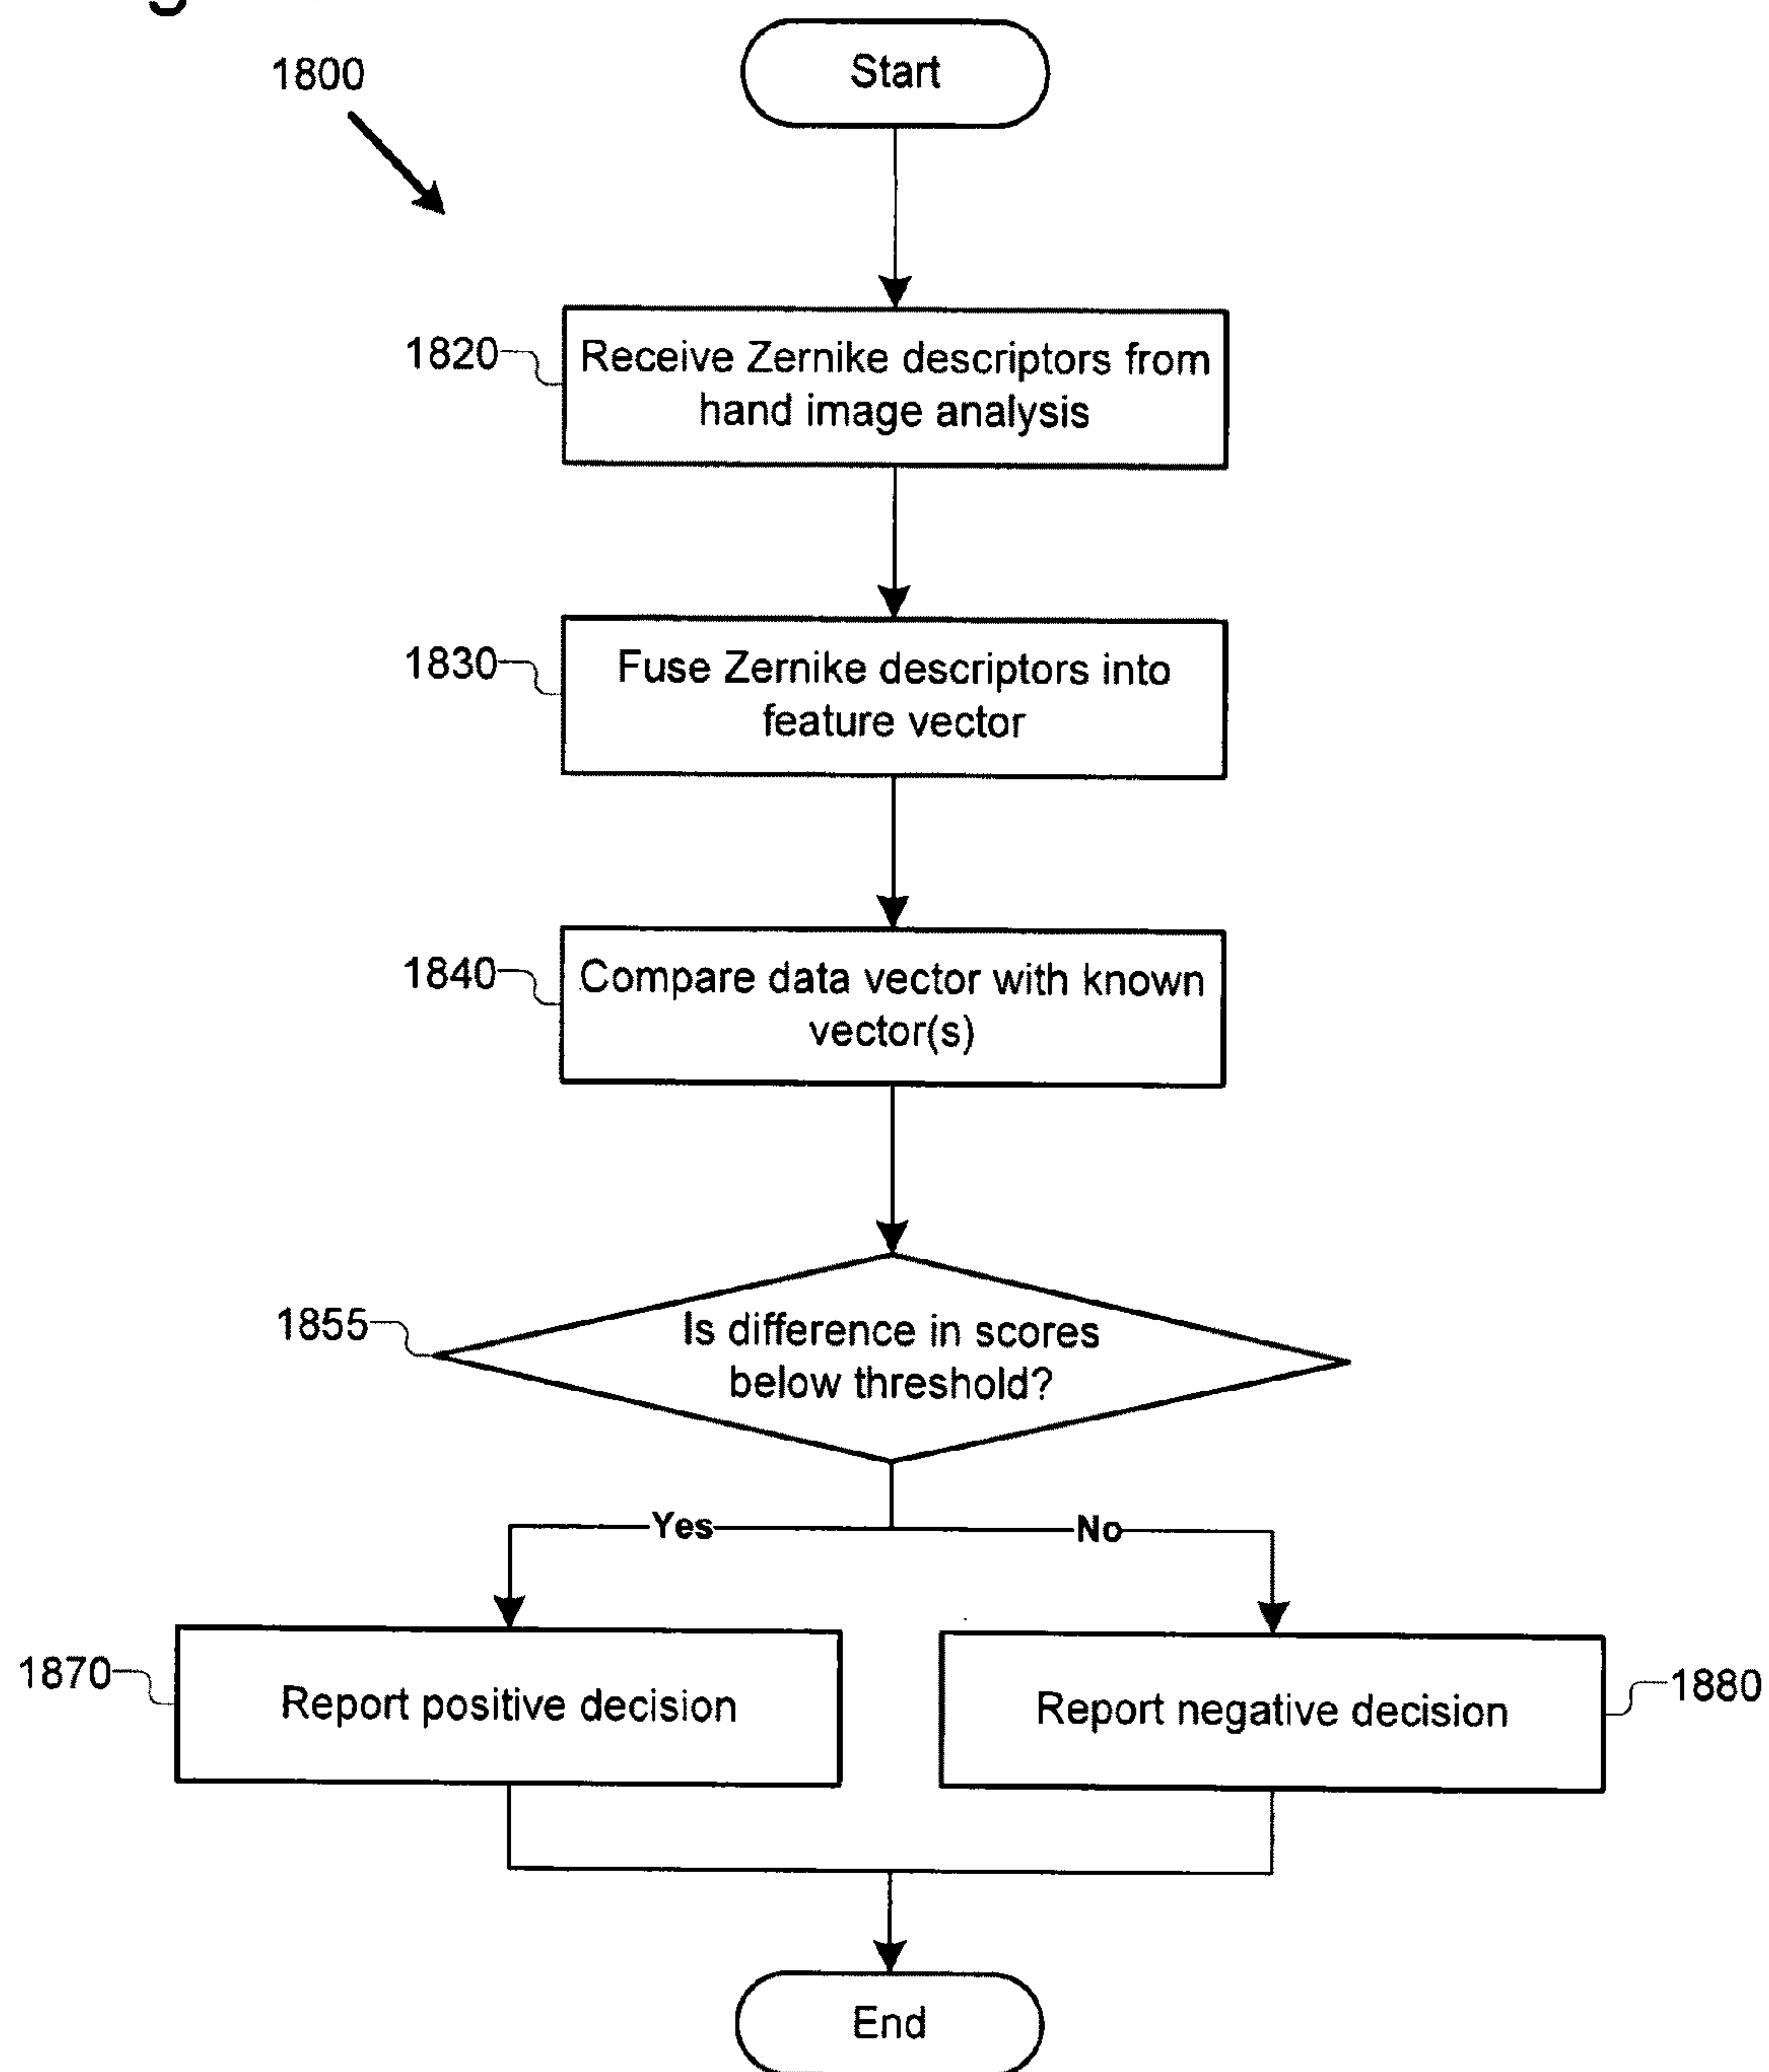 1800
Start
1820
Receive Zernike descriptors from
hand image analysis
1830
Fuse Zernike descriptors into
feature vector
1840
Compare data vector with known
vector(s)
1855
Is difference in scores
below threshold?
Yes
No
1870
Report positive decision
Report negative decision
1880
End